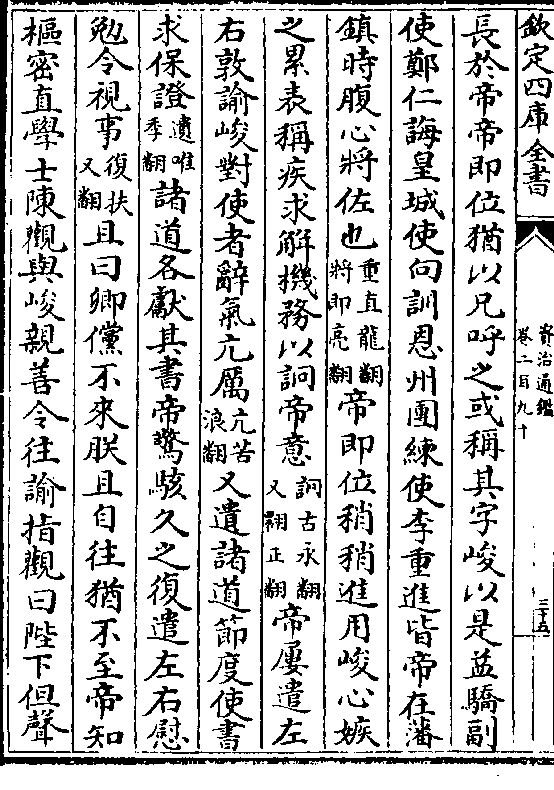 欽定四庫全書
資治通鑑
卷二百九十
三十五
長於帝帝即位猶以兄呼之或稱其字峻以是益驕副
使鄭仁誨皇城使向訓恩州團練使李重進皆帝在藩
鎮時腹心將佐也重直龍翻將即亮翻帝即位稍稍進用峻心嫉
之累表稱疾求解機務以詗帝意詗古永翻又翾正翻帝屢遣左
右敦諭峻對使者辭氣亢厲亢苦浪翻又遺諸道節度使書
求保證遺唯季翻諸道各獻其書帝驚駭久之復遣左右慰
勉令視事復扶又翻且曰卿儻不來朕且自往猶不至帝知
樞密直學士陳觀與峻親善令往諭指觀曰陛下但聲